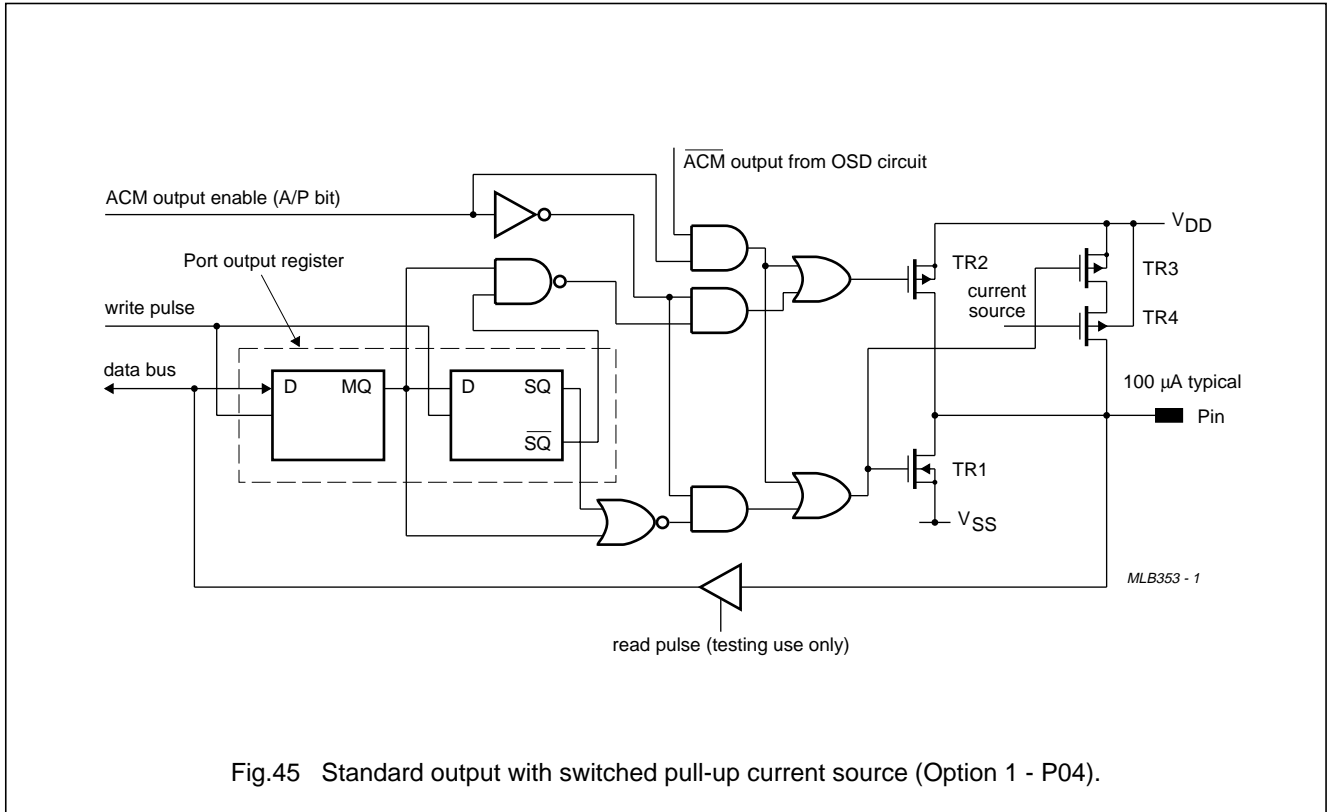 ACM output from OSD circuit
ACM output enable (A/P bit)
VDD
Port output register
TR2
TR3
current
source
TR4
write pulse
data bus
D MQ
D SQ
SQ
100 µA typical
Pin
TR1
VSS
MLB353 - 1
read pulse (testing use only)
Fig.45 Standard output with switched pull-up current source (Option 1 - P04).